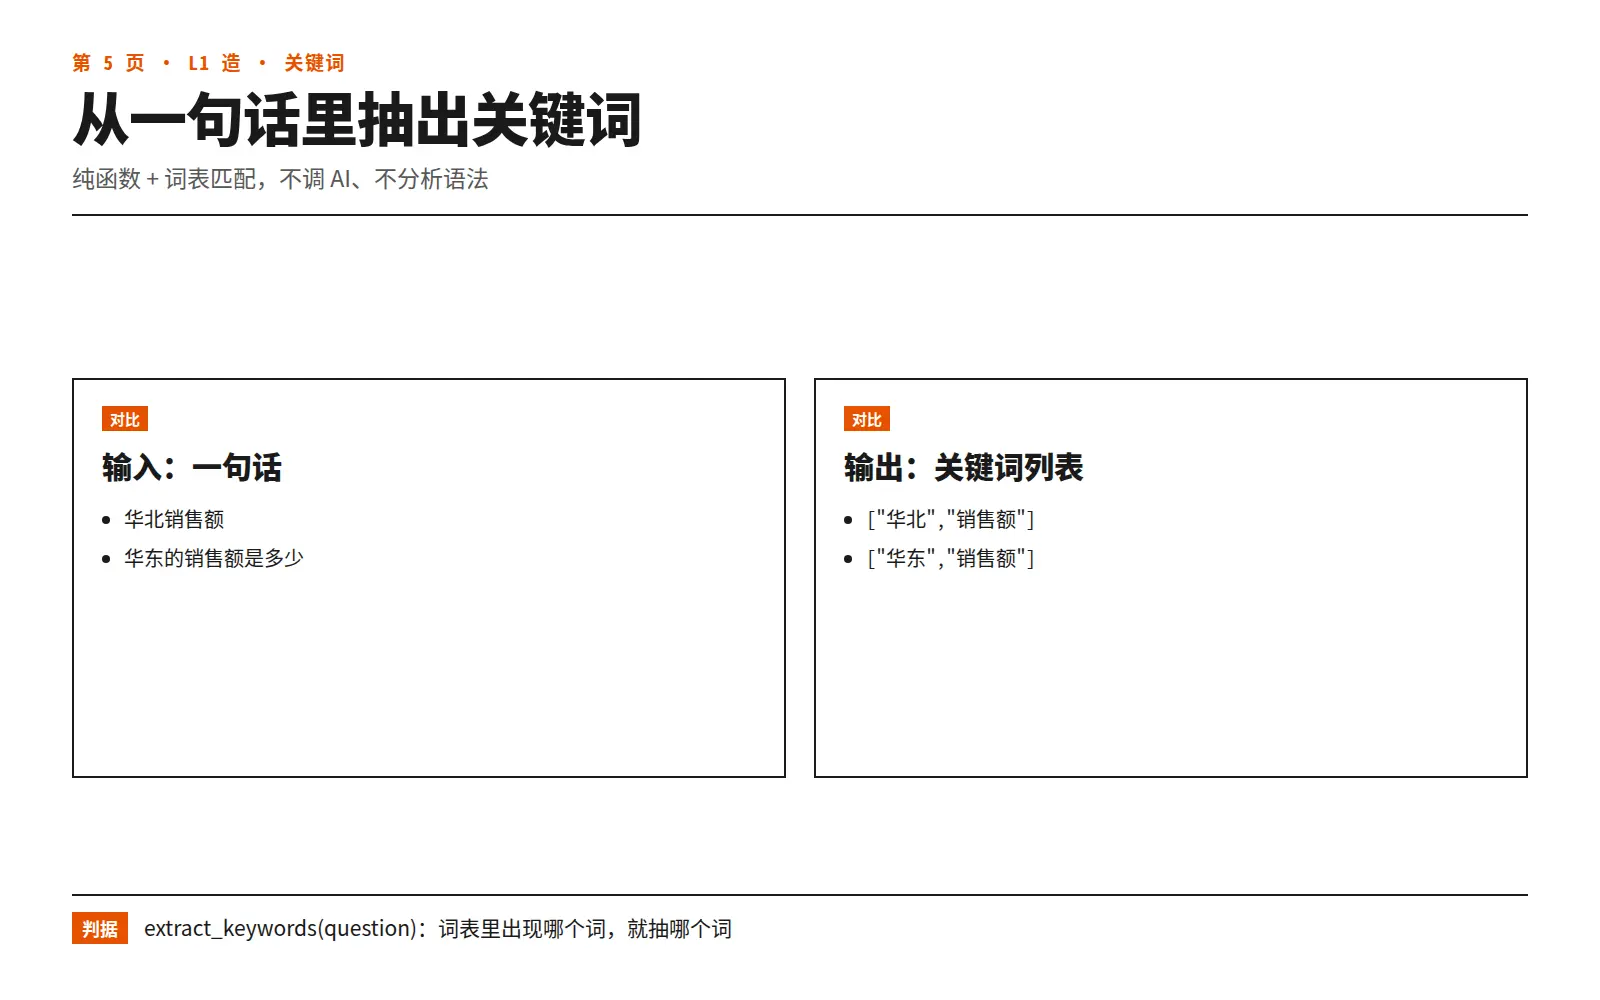 第 5 页 · L1 造 · 关键词
从一句话里抽出关键词
纯函数 + 词表匹配，不调 AI、不分析语法
对比
输入：一句话
• 华北销售额
• 华东的销售额是多少
对比
输出：关键词列表
• ["华北","销售额"]
• ["华东","销售额"]
判据 extract_keywords(question)：词表里出现哪个词，就抽哪个词